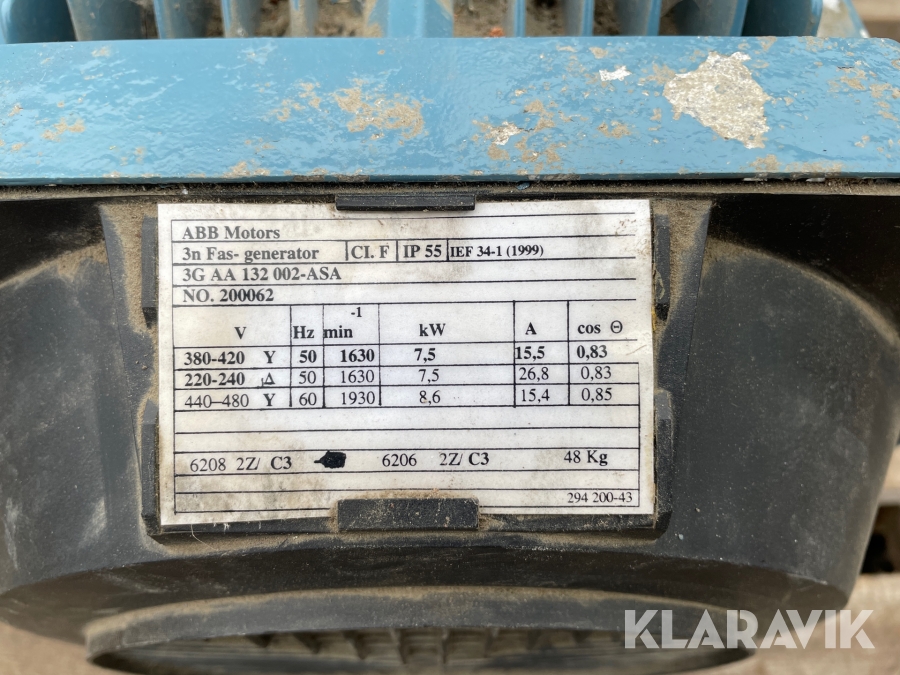 ABB Motors
3n Fas- generator CI. F IP 55 IEF 34-1 (1999)
3G AA 132 002-ASA
NO. 200062
V Hz min -1 kW A cos Θ
380-420 Y 50 1630 7,5 15,5 0,83
220-240 Δ 50 1630 7,5 26,8 0,83
440–480 Y 60 1930 8,6 15,4 0,85
6208 2Z/ C3 6206 2Z/ C3 48 Kg
294 200-43
KLARAVIK